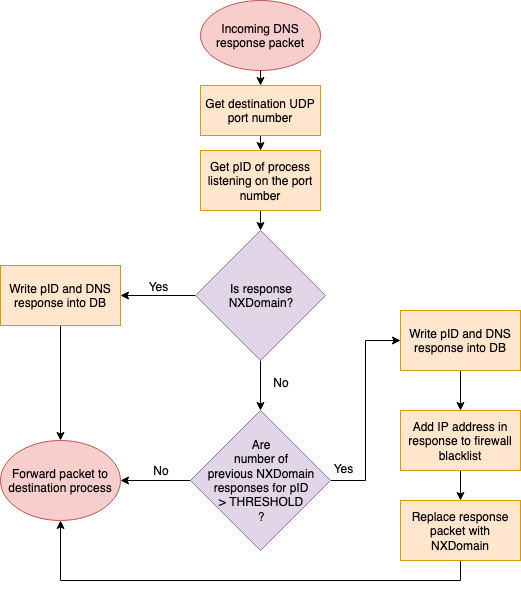 Incoming DNS
response packet
Get destination UDP
port number
Get pID of process
listening on the port
number
Is response
NXDomain?
Yes
Write pID and DNS
response into DB
No
Write pID and DNS
response into DB
Are
number of
previous NXDomain
responses for pID
> THRESHOLD
?
Yes
No
Forward packet to
destination process
Add IP address in
response to firewall
blacklist
Replace response
packet with
NXDomain